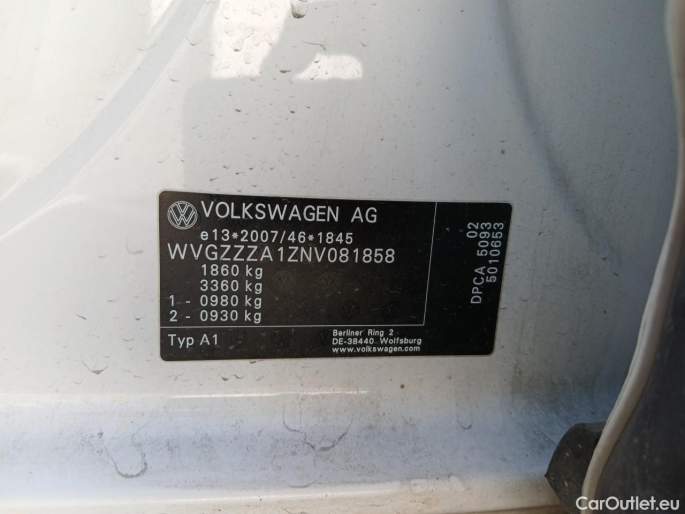 VOLKSWAGEN AG
e13*2007/46*1845
WVGZZZA1ZNV081858
1860 kg
3360 kg
1 - 0980 kg
2 - 0930 kg
Typ A1
Berliner Ring 2
DE-38440 Wolfsburg
www.volkswagen.com
02
DPCA 5093
5010653
CarOutlet.eu